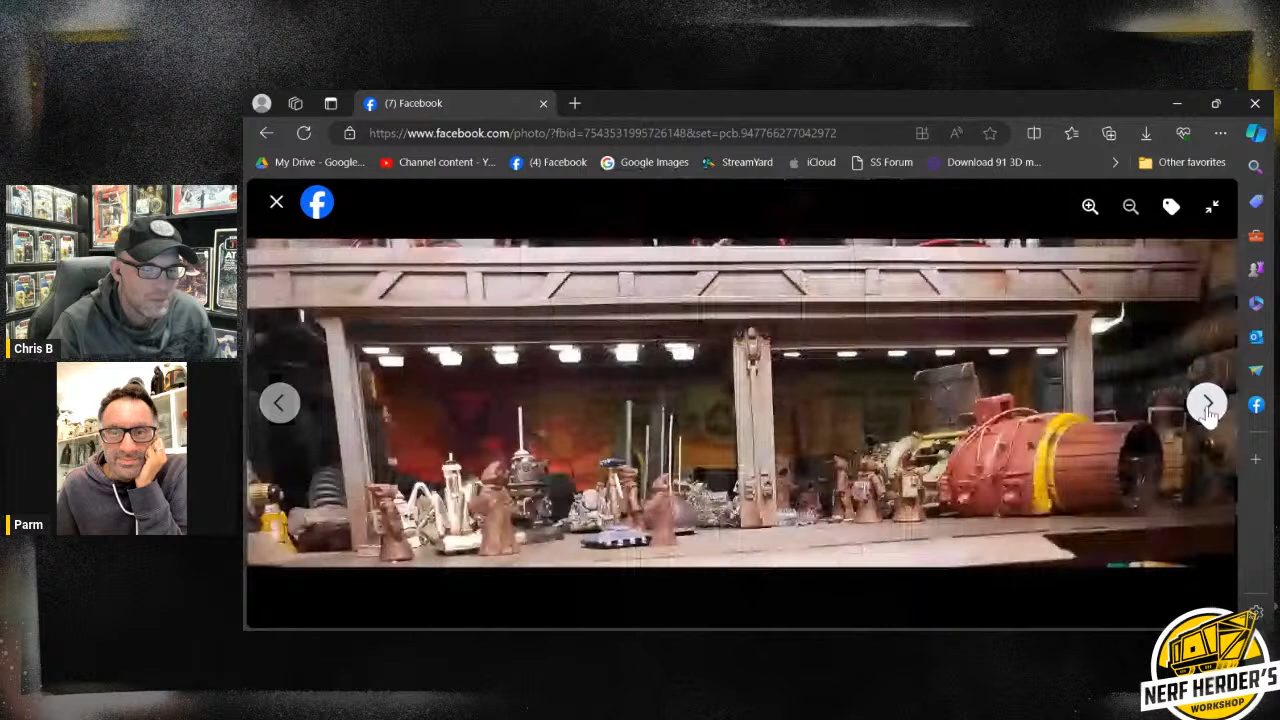 (7) Facebook
https://www.facebook.com/photo/?fbid=7543531995726148&set=pcb.947766277042972
My Drive - Google...
Channel content - Y...
(4) Facebook
Google Images
StreamYard
iCloud
SS Forum
Download 91 3D m...
Other favorites
Chris B
Parm
NERF HERDER'S
WORKSHOP